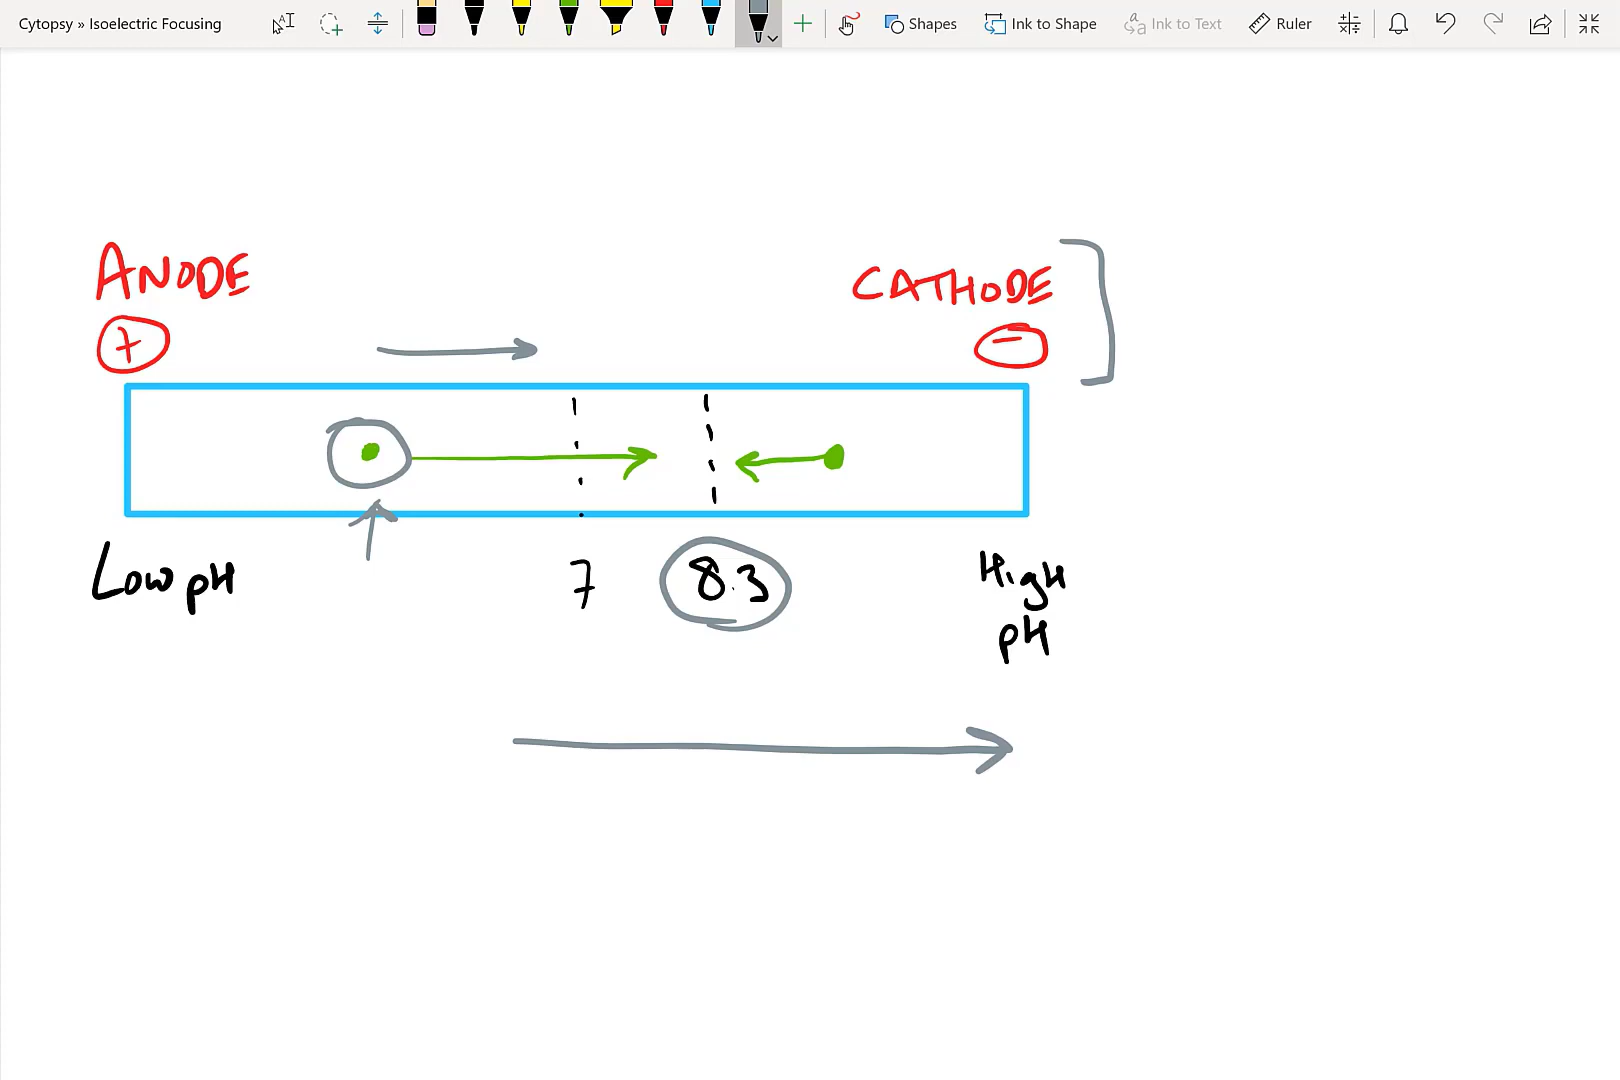 Cytopsy » Isoelectric Focusing
Shapes
Ink to Shape
Ink to Text
Ruler
ANODE
CATHODE
+
−
Low pH
7
8.3
High
pH